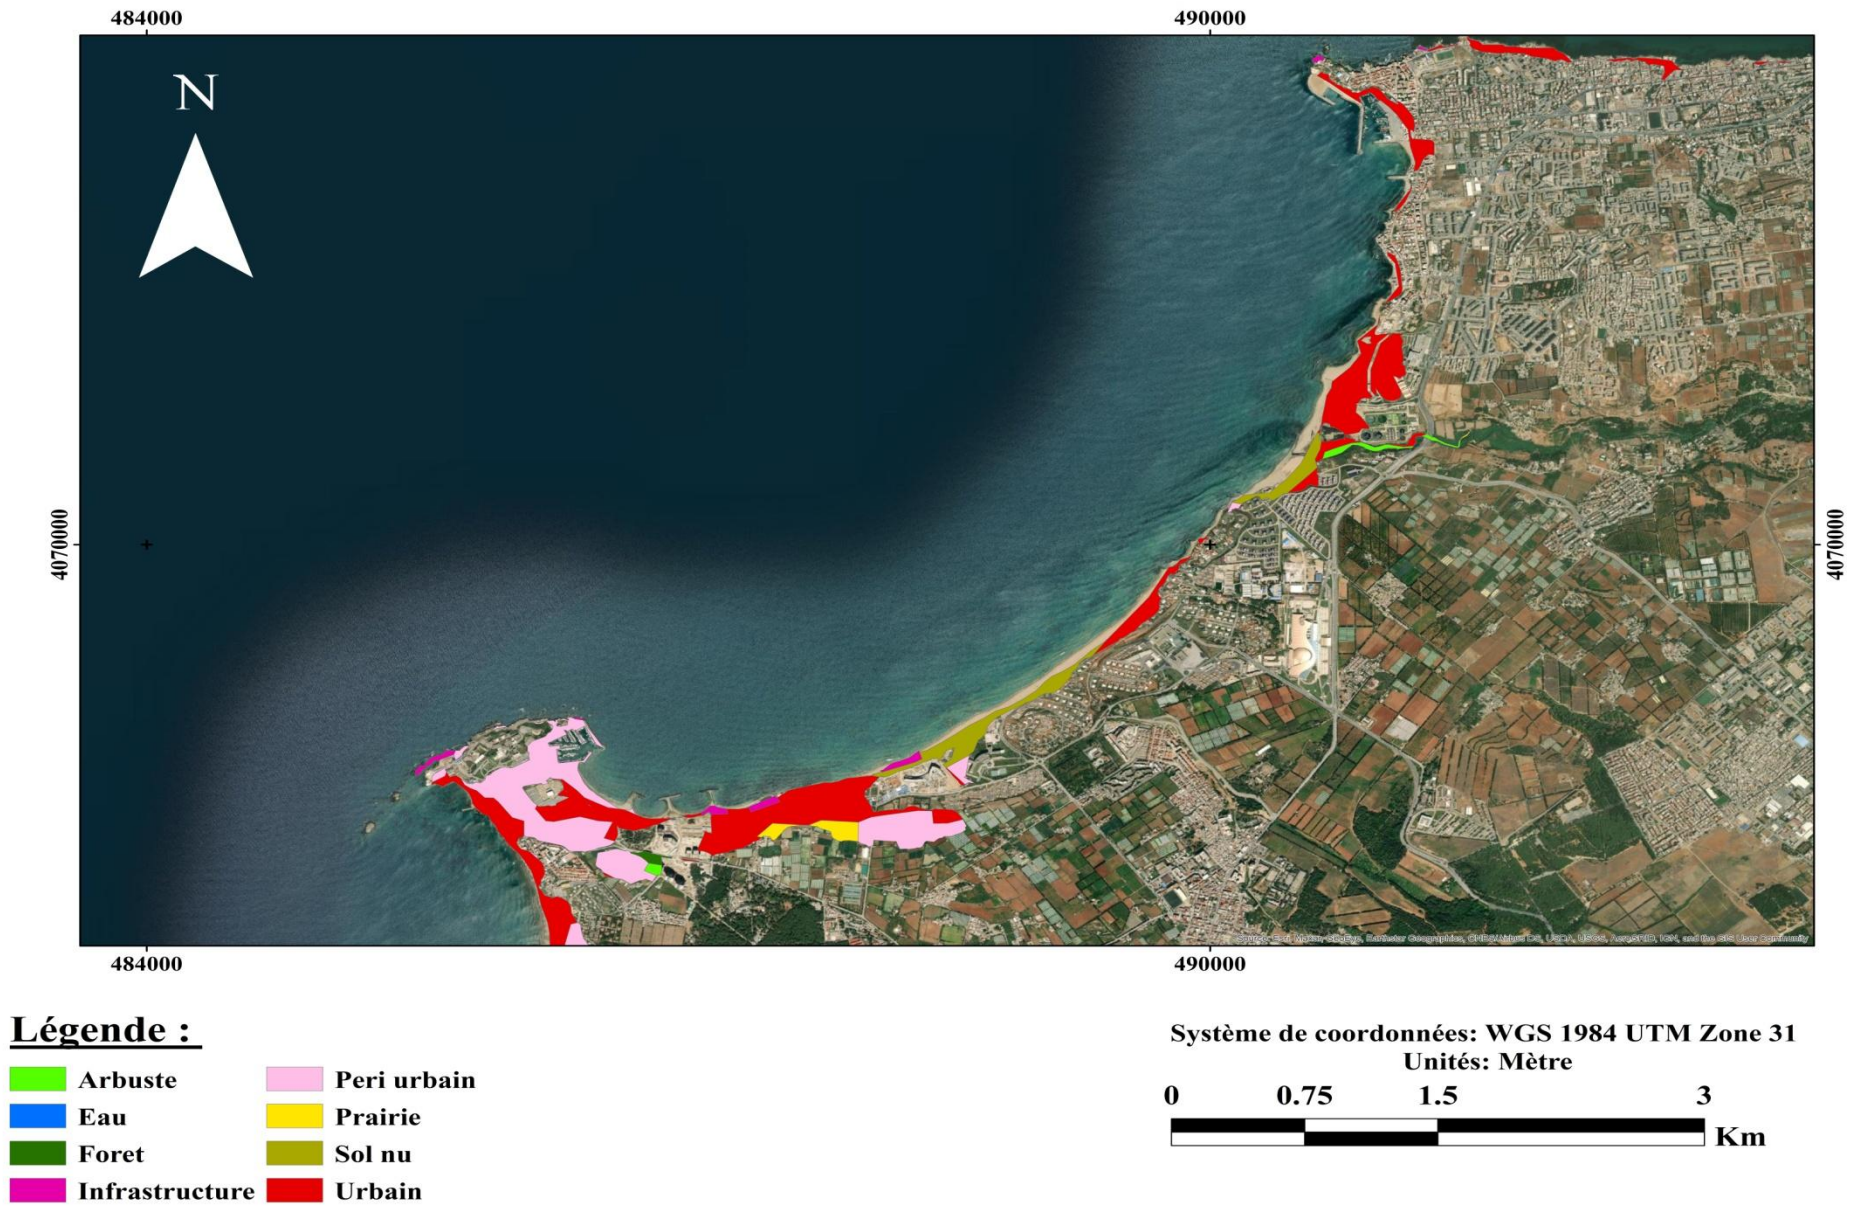 484000 490000
N
4070000 4070000
484000 490000
Légende :
Arbuste
Eau
Foret
Infrastructure
Peri urbain
Prairie
Sol nu
Urbain
Système de coordonnées: WGS 1984 UTM Zone 31
Unités: Mètre
0 0.75 1.5 3
Km